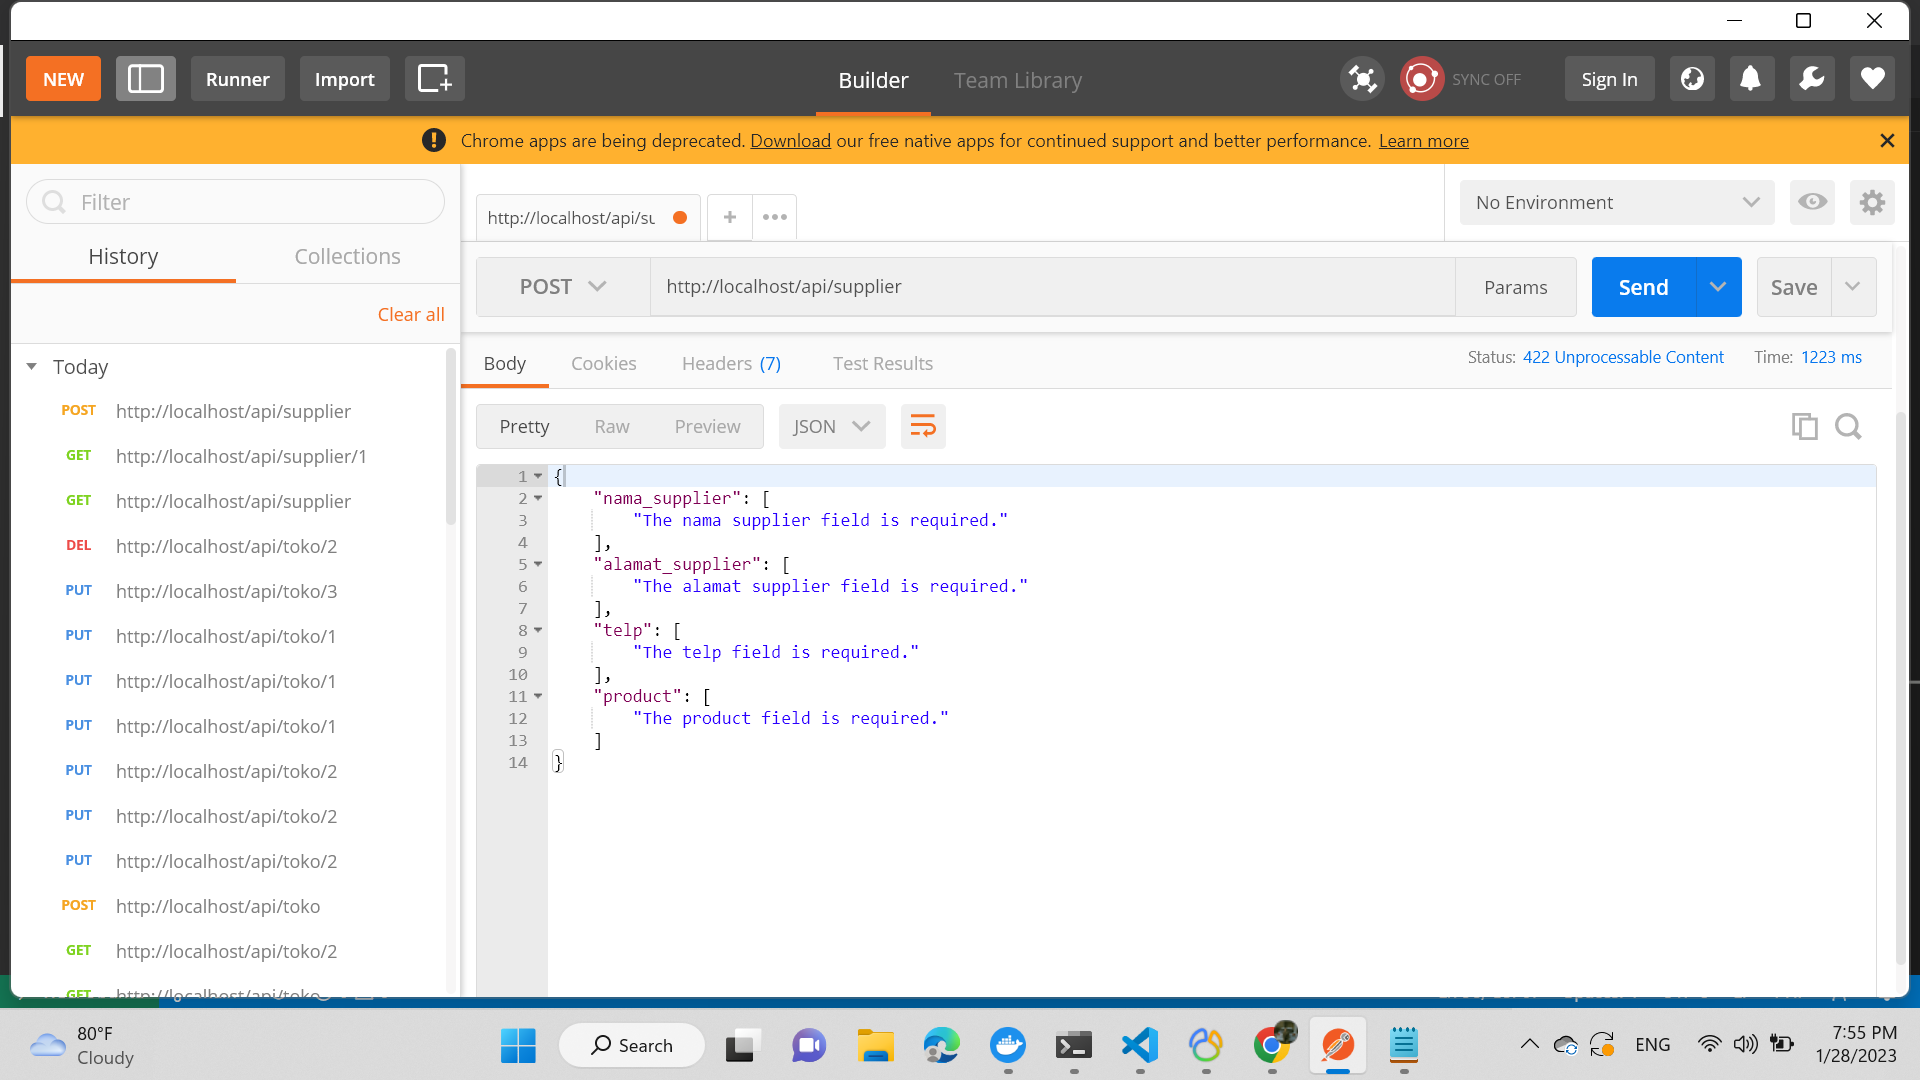 NEW
Runner
Import
Builder
Team Library
SYNC OFF
Sign In
Chrome apps are being deprecated. Download our free native apps for continued support and better performance. Learn more
Filter
History
Collections
Clear all
Today
POST http://localhost/api/supplier
GET http://localhost/api/supplier/1
GET http://localhost/api/supplier
DEL http://localhost/api/toko/2
PUT http://localhost/api/toko/3
PUT http://localhost/api/toko/1
PUT http://localhost/api/toko/1
PUT http://localhost/api/toko/1
PUT http://localhost/api/toko/2
PUT http://localhost/api/toko/2
PUT http://localhost/api/toko/2
POST http://localhost/api/toko
GET http://localhost/api/toko/2
GET http://localhost/api/toko
http://localhost/api/su
No Environment
POST
http://localhost/api/supplier
Params
Send
Save
Body
Cookies
Headers (7)
Test Results
Status: 422 Unprocessable Content
Time: 1223 ms
Pretty
Raw
Preview
JSON
1 {
2 "nama_supplier": [
3 "The nama supplier field is required."
4 ],
5 "alamat_supplier": [
6 "The alamat supplier field is required."
7 ],
8 "telp": [
9 "The telp field is required."
10 ],
11 "product": [
12 "The product field is required."
13 ]
14 }
80°F
Cloudy
Search
ENG
7:55 PM
1/28/2023